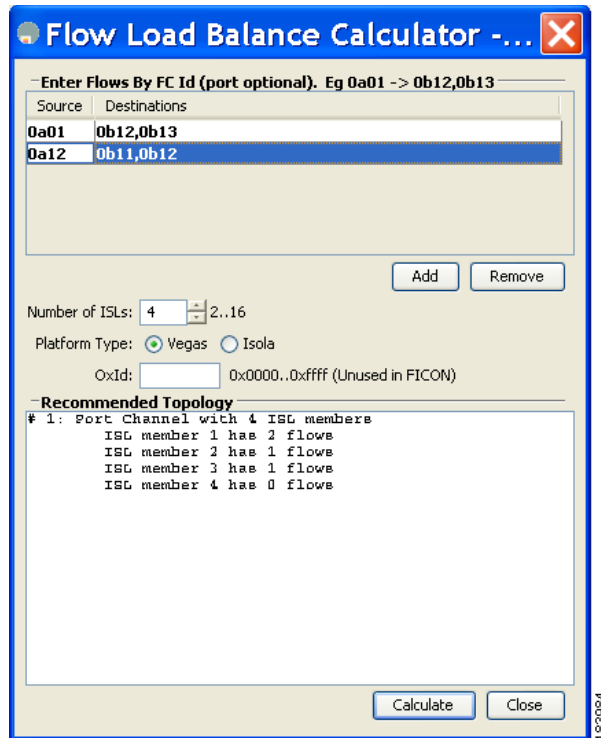 Flow Load Balance Calculator -...
Enter Flows By FC Id (port optional). Eg 0a01 -> 0b12,0b13
Source Destinations
0a01 0b12,0b13
0a12 0b11,0b12
Add Remove
Number of ISLs: 4 2..16
Platform Type: Vegas Isola
OxId: 0x0000..0xffff (Unused in FICON)
Recommended Topology
# 1: Port Channel with 4 ISL members
ISL member 1 has 2 flows
ISL member 2 has 1 flows
ISL member 3 has 1 flows
ISL member 4 has 0 flows
Calculate Close
183984